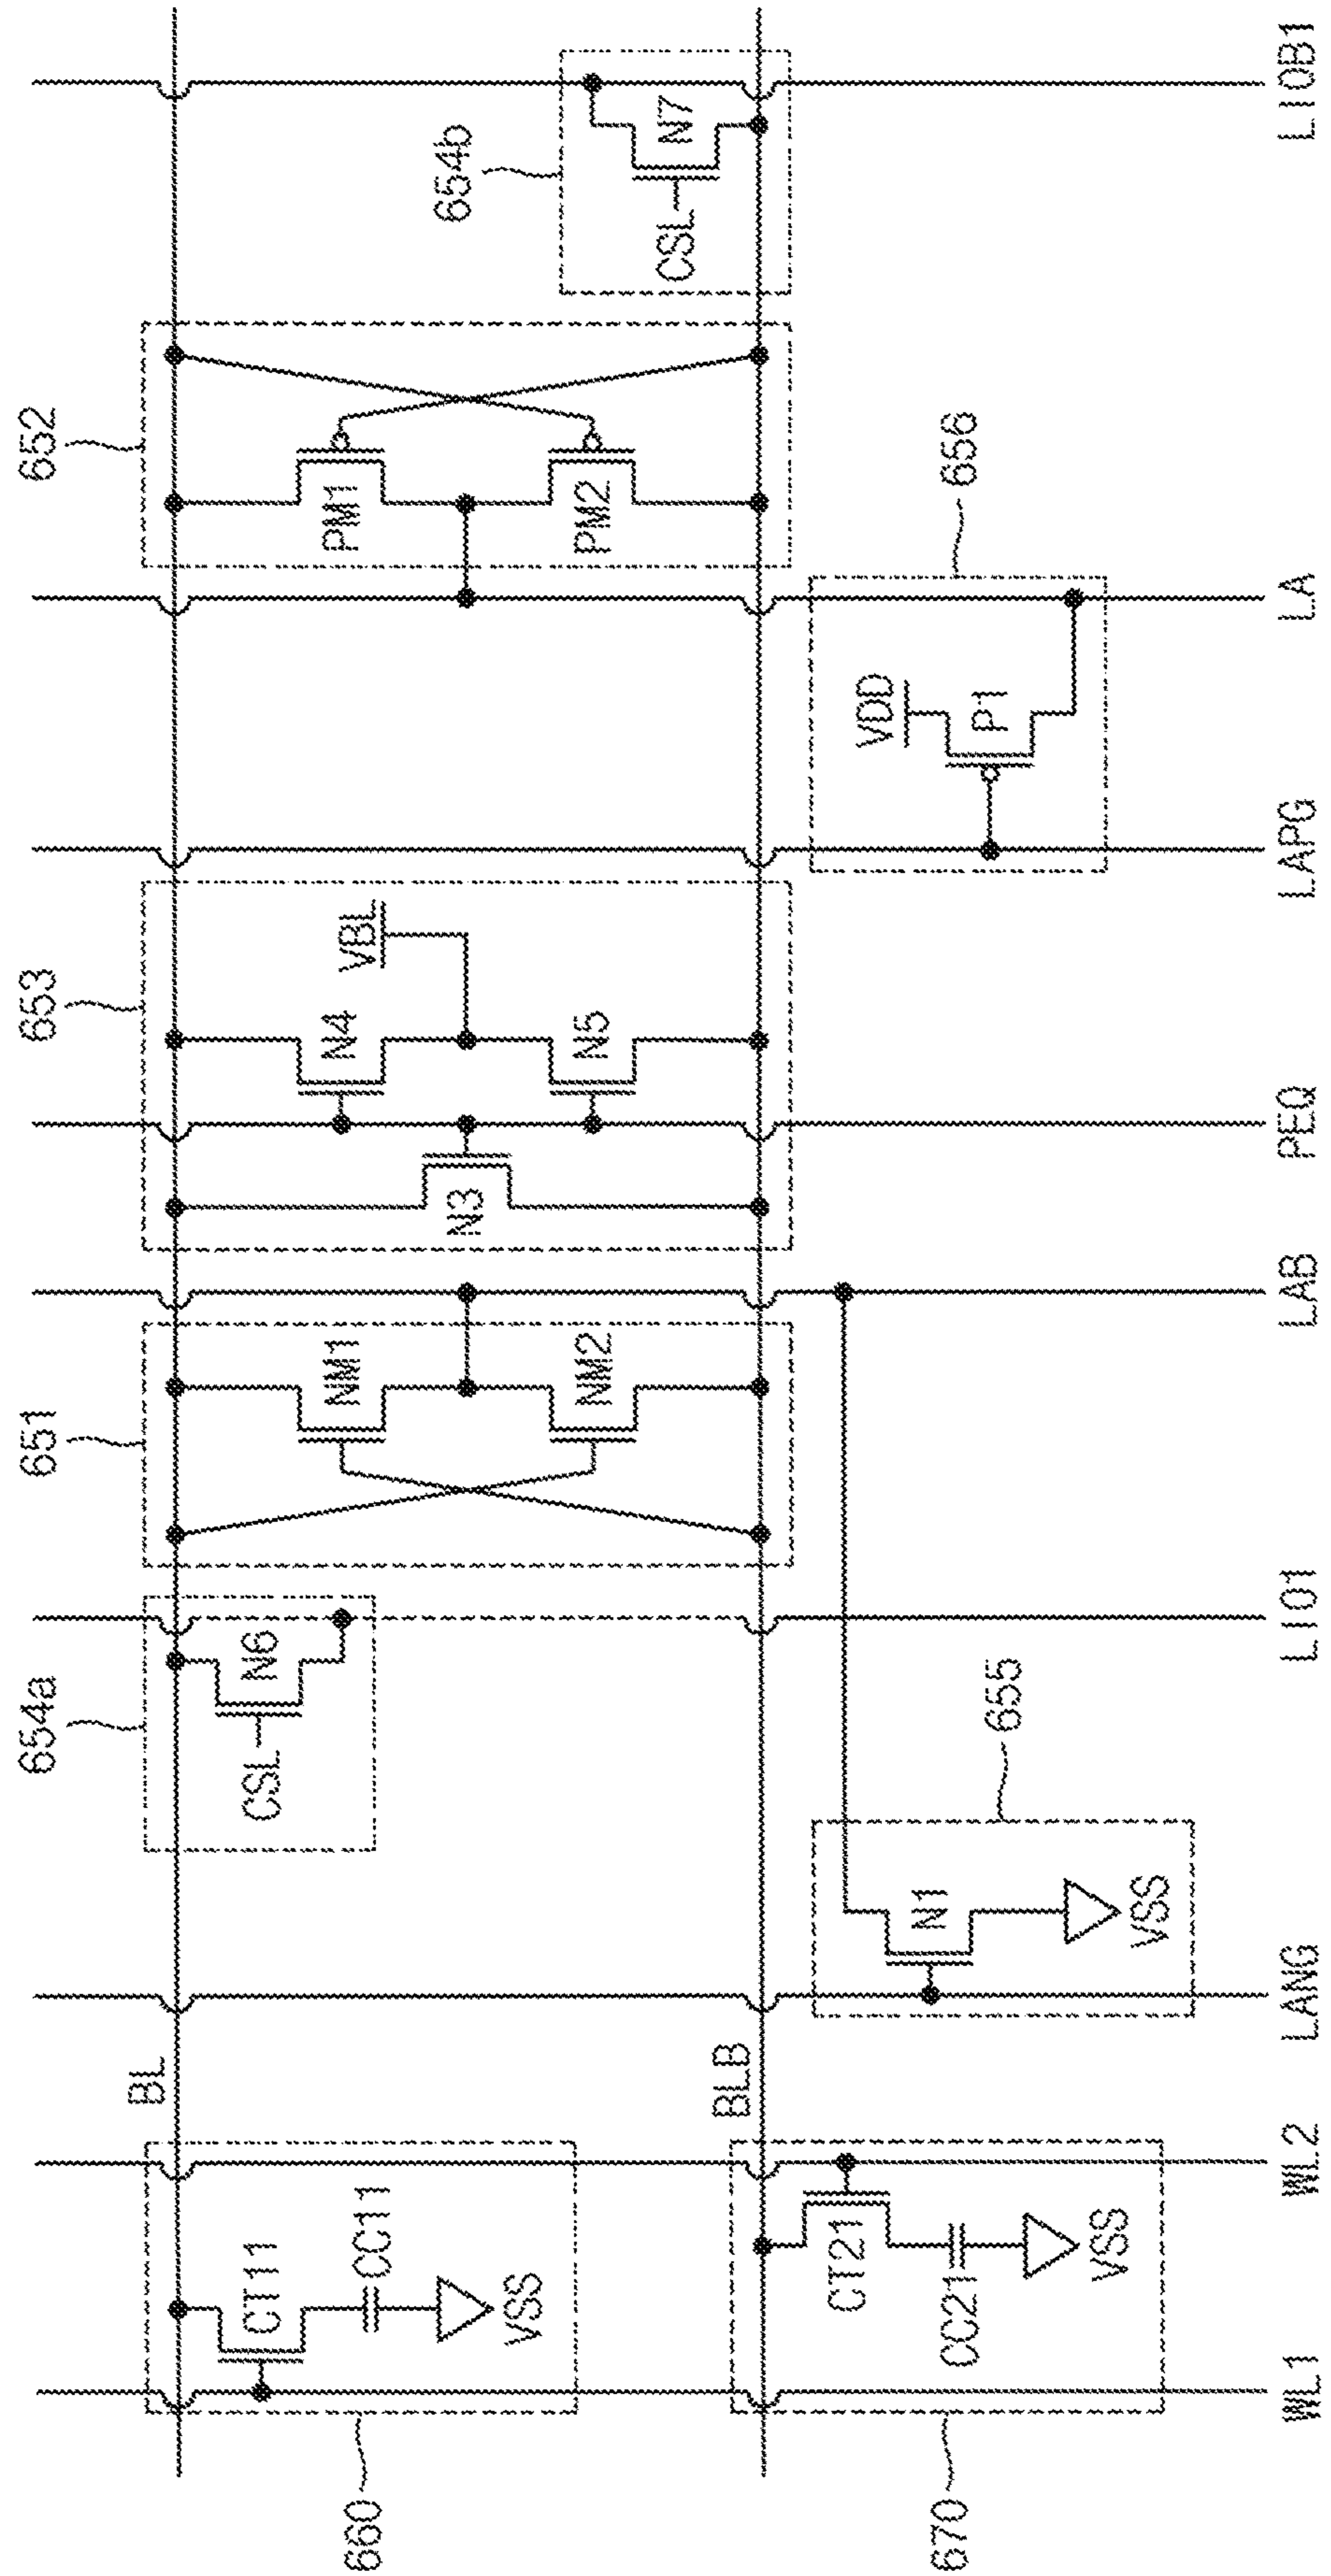 660
670
WL1
CT11
CC11
VSS
CT21
CC21
VSS
WL2
BL
BLB
LANG
654a
CSL
N6
655
N1
VSS
LIO1
651
NM1
NM2
LAB
653
N3
N4
N5
VBL
PEQ
LAPG
656
VDD
P1
LA
652
PM1
PM2
654b
CSL
N7
LIOB1